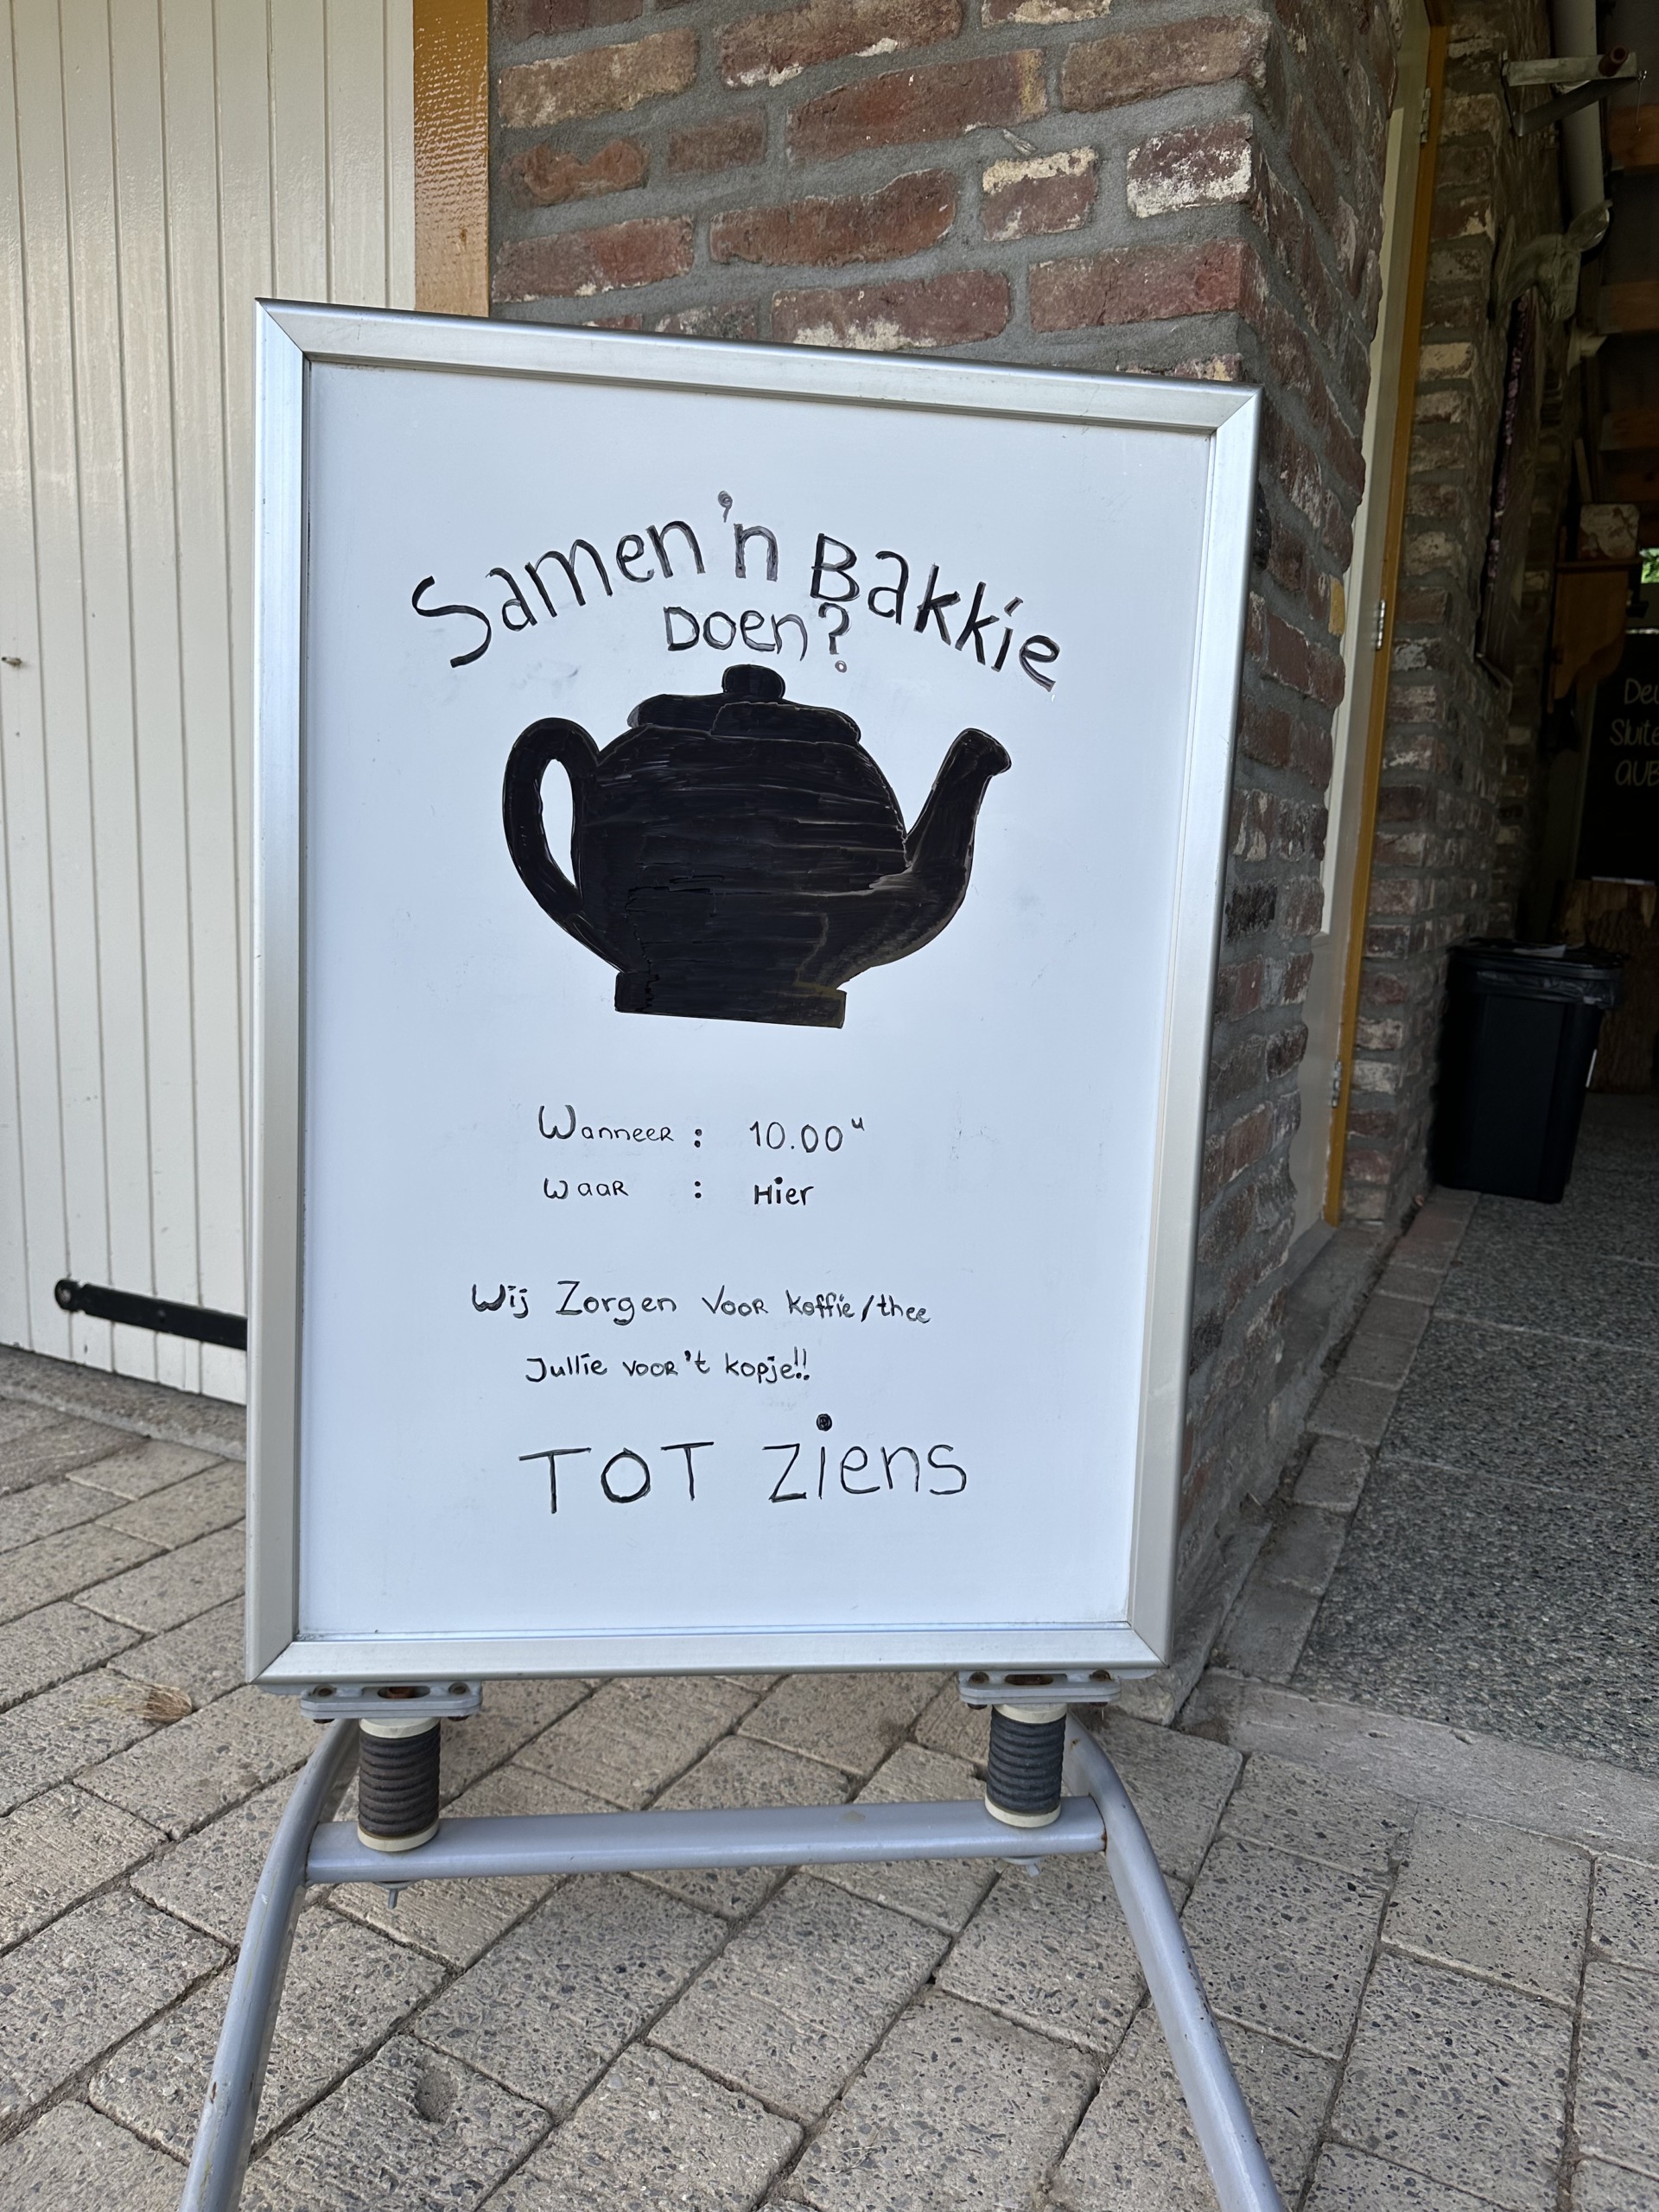 Samen 'n Bakkie
Doen?
Wanneer : 10.00u
Waar : Hier
Wij Zorgen Voor koffie/thee
Jullie voor 't kopje!!
TOT Ziens